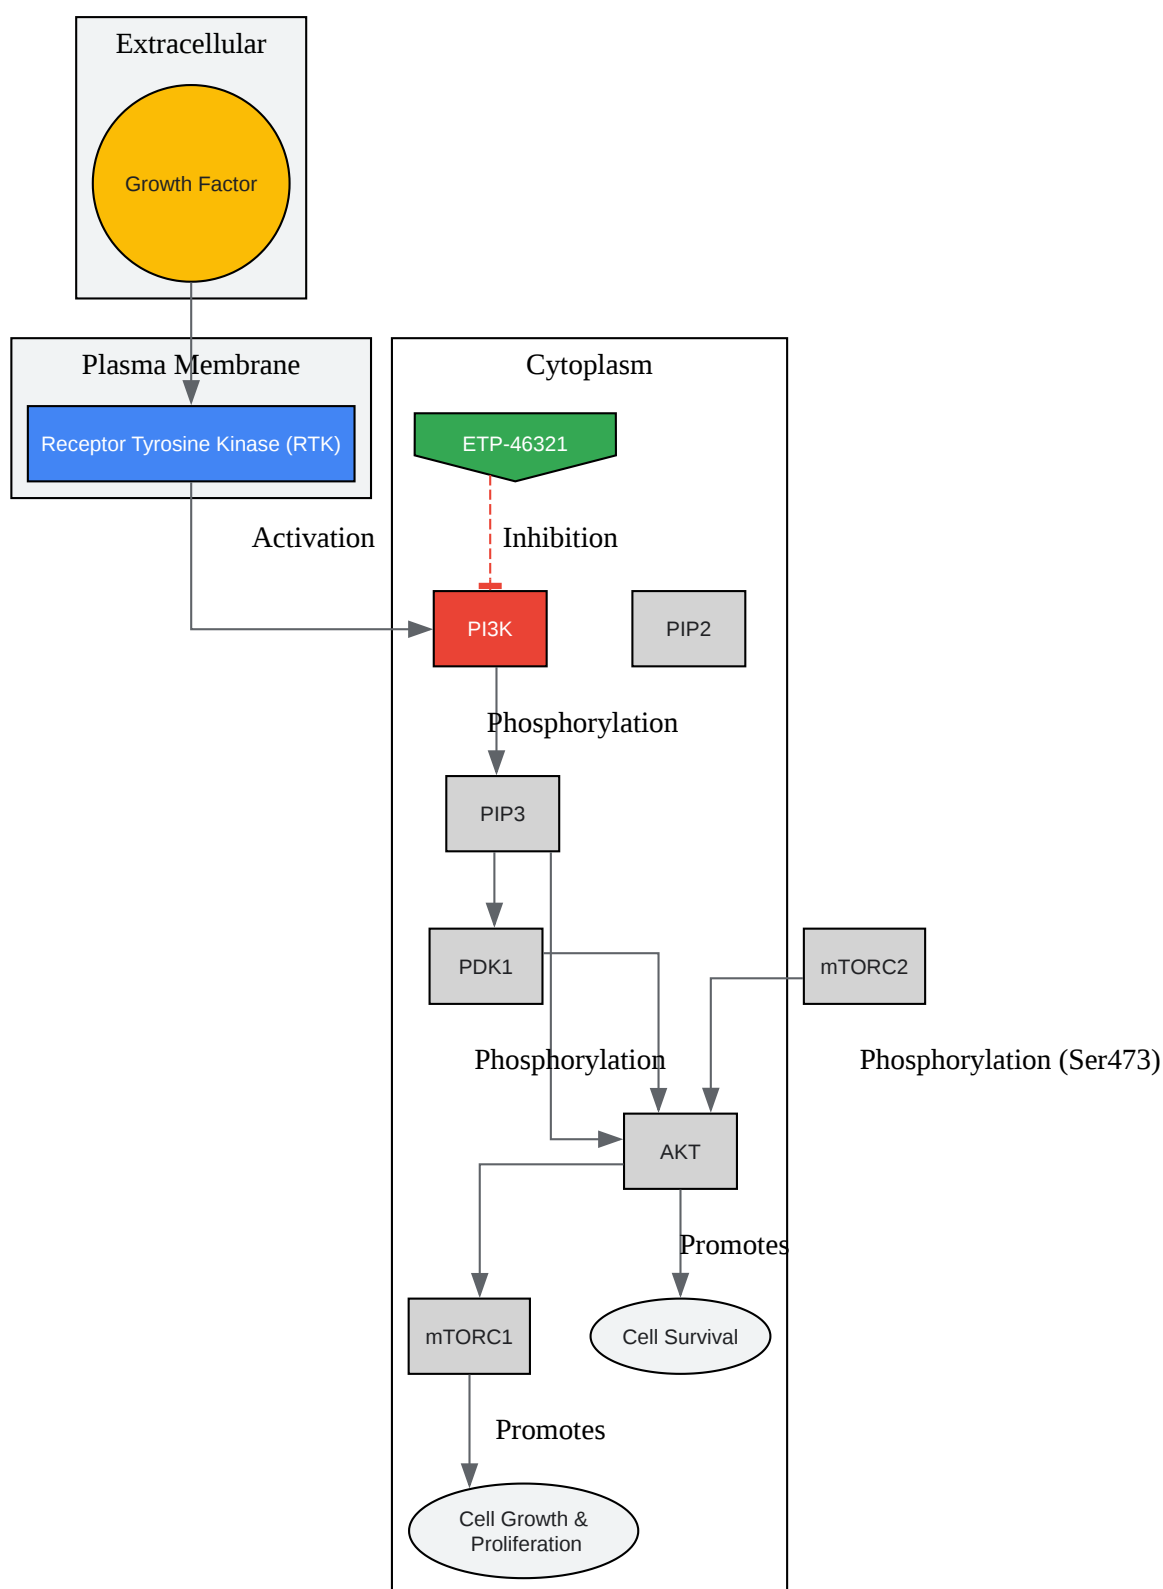 Extracellular
Growth Factor
Plasma Membrane
Receptor Tyrosine Kinase (RTK)
Cytoplasm
ETP-46321
Activation
Inhibition
PI3K
PIP2
Phosphorylation
PIP3
PDK1
mTORC2
Phosphorylation
Phosphorylation (Ser473)
AKT
Promotes
mTORC1
Cell Survival
Promotes
Cell Growth &
Proliferation